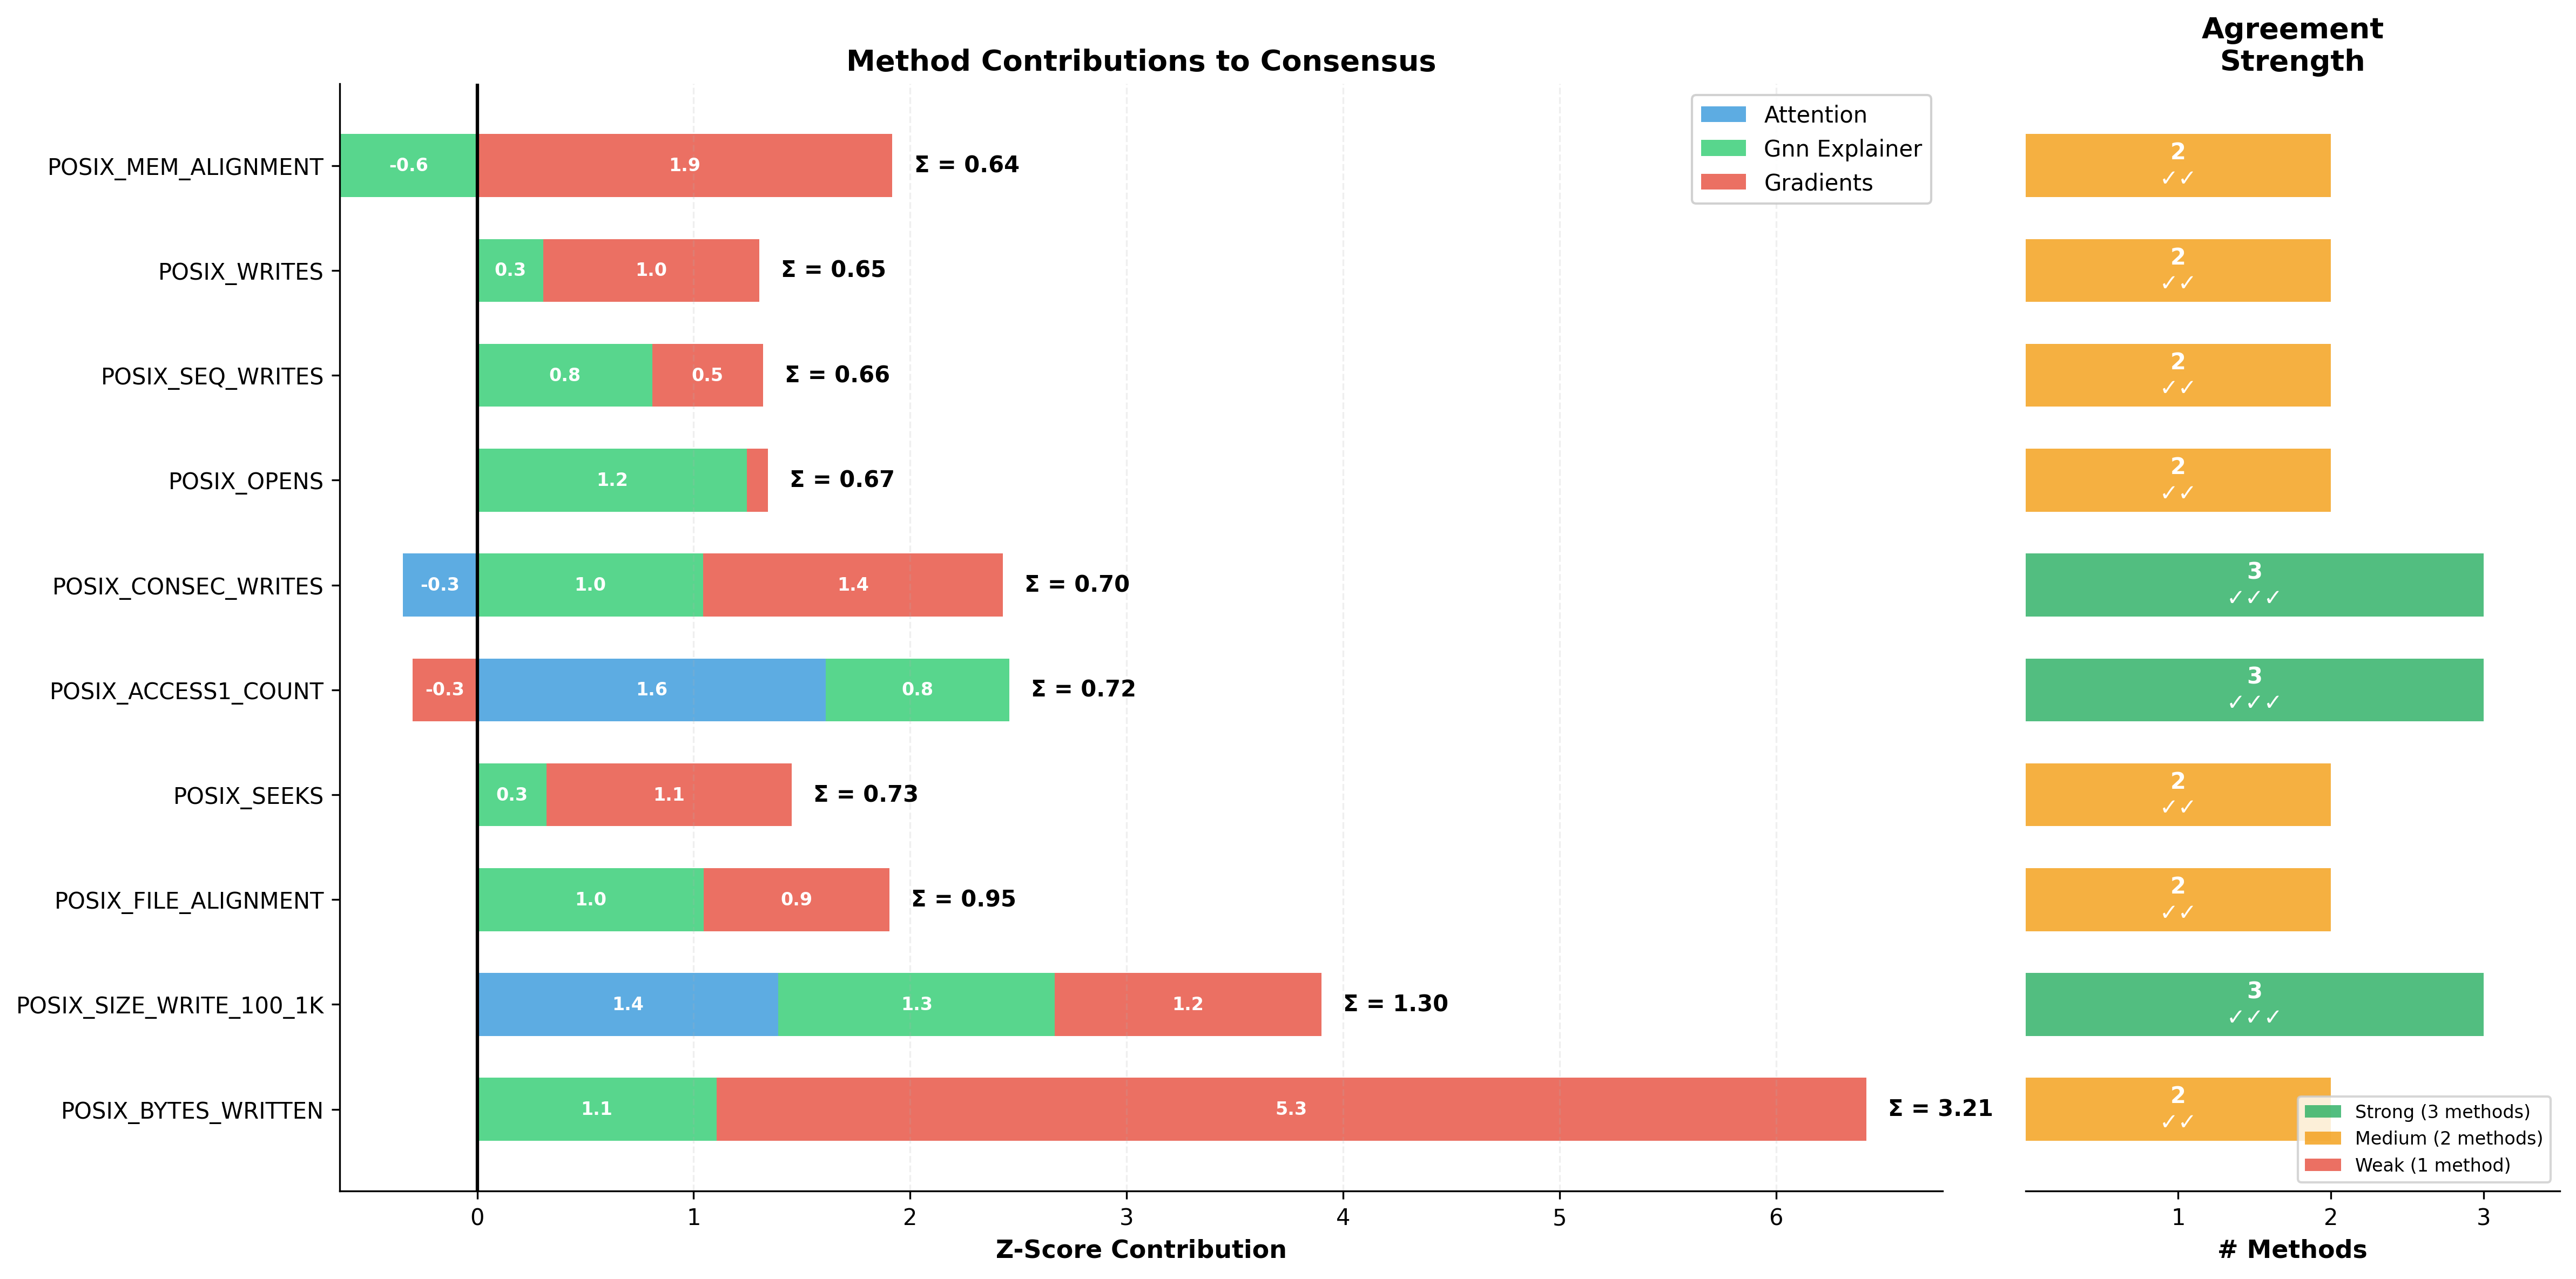 Method Contributions to Consensus
Attention
Gnn Explainer
Gradients
POSIX_MEM_ALIGNMENT -0.6 1.9 Σ = 0.64
POSIX_WRITES 0.3 1.0 Σ = 0.65
POSIX_SEQ_WRITES 0.8 0.5 Σ = 0.66
POSIX_OPENS 1.2 Σ = 0.67
POSIX_CONSEC_WRITES -0.3 1.0 1.4 Σ = 0.70
POSIX_ACCESS1_COUNT -0.3 1.6 0.8 Σ = 0.72
POSIX_SEEKS 0.3 1.1 Σ = 0.73
POSIX_FILE_ALIGNMENT 1.0 0.9 Σ = 0.95
POSIX_SIZE_WRITE_100_1K 1.4 1.3 1.2 Σ = 1.30
POSIX_BYTES_WRITTEN 1.1 5.3 Σ = 3.21
0 1 2 3 4 5 6
Z-Score Contribution
Agreement
Strength
2
✓✓
2
✓✓
2
✓✓
2
✓✓
3
✓✓✓
3
✓✓✓
2
✓✓
2
✓✓
3
✓✓✓
2
✓✓
Strong (3 methods)
Medium (2 methods)
Weak (1 method)
1 2 3
# Methods